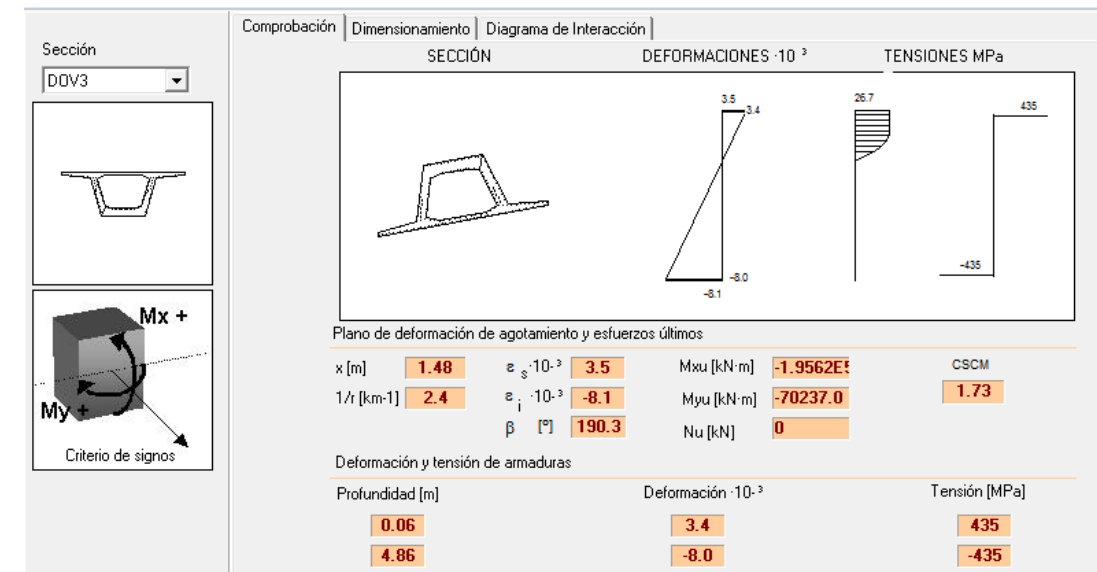 Comprobación Dimensionamiento Diagrama de Interacción
Sección
DOV3
SECCIÓN DEFORMACIONES ·10 ³ TENSIONES MPa
3.5
3.4
26.7
435
-8.0
-8.1
-435
Mx +
My +
Criterio de signos
Plano de deformación de agotamiento y esfuerzos últimos
x [m] 1.48 ε s ·10-³ 3.5 Mxu [kN·m] -1.9562E5 CSCM
1/r [km-1] 2.4 ε i ·10-³ -8.1 Myu [kN·m] -70237.0 1.73
β [º] 190.3 Nu [kN] 0
Deformación y tensión de armaduras
Profundidad [m] Deformación ·10-³ Tensión [MPa]
0.06 3.4 435
4.86 -8.0 -435